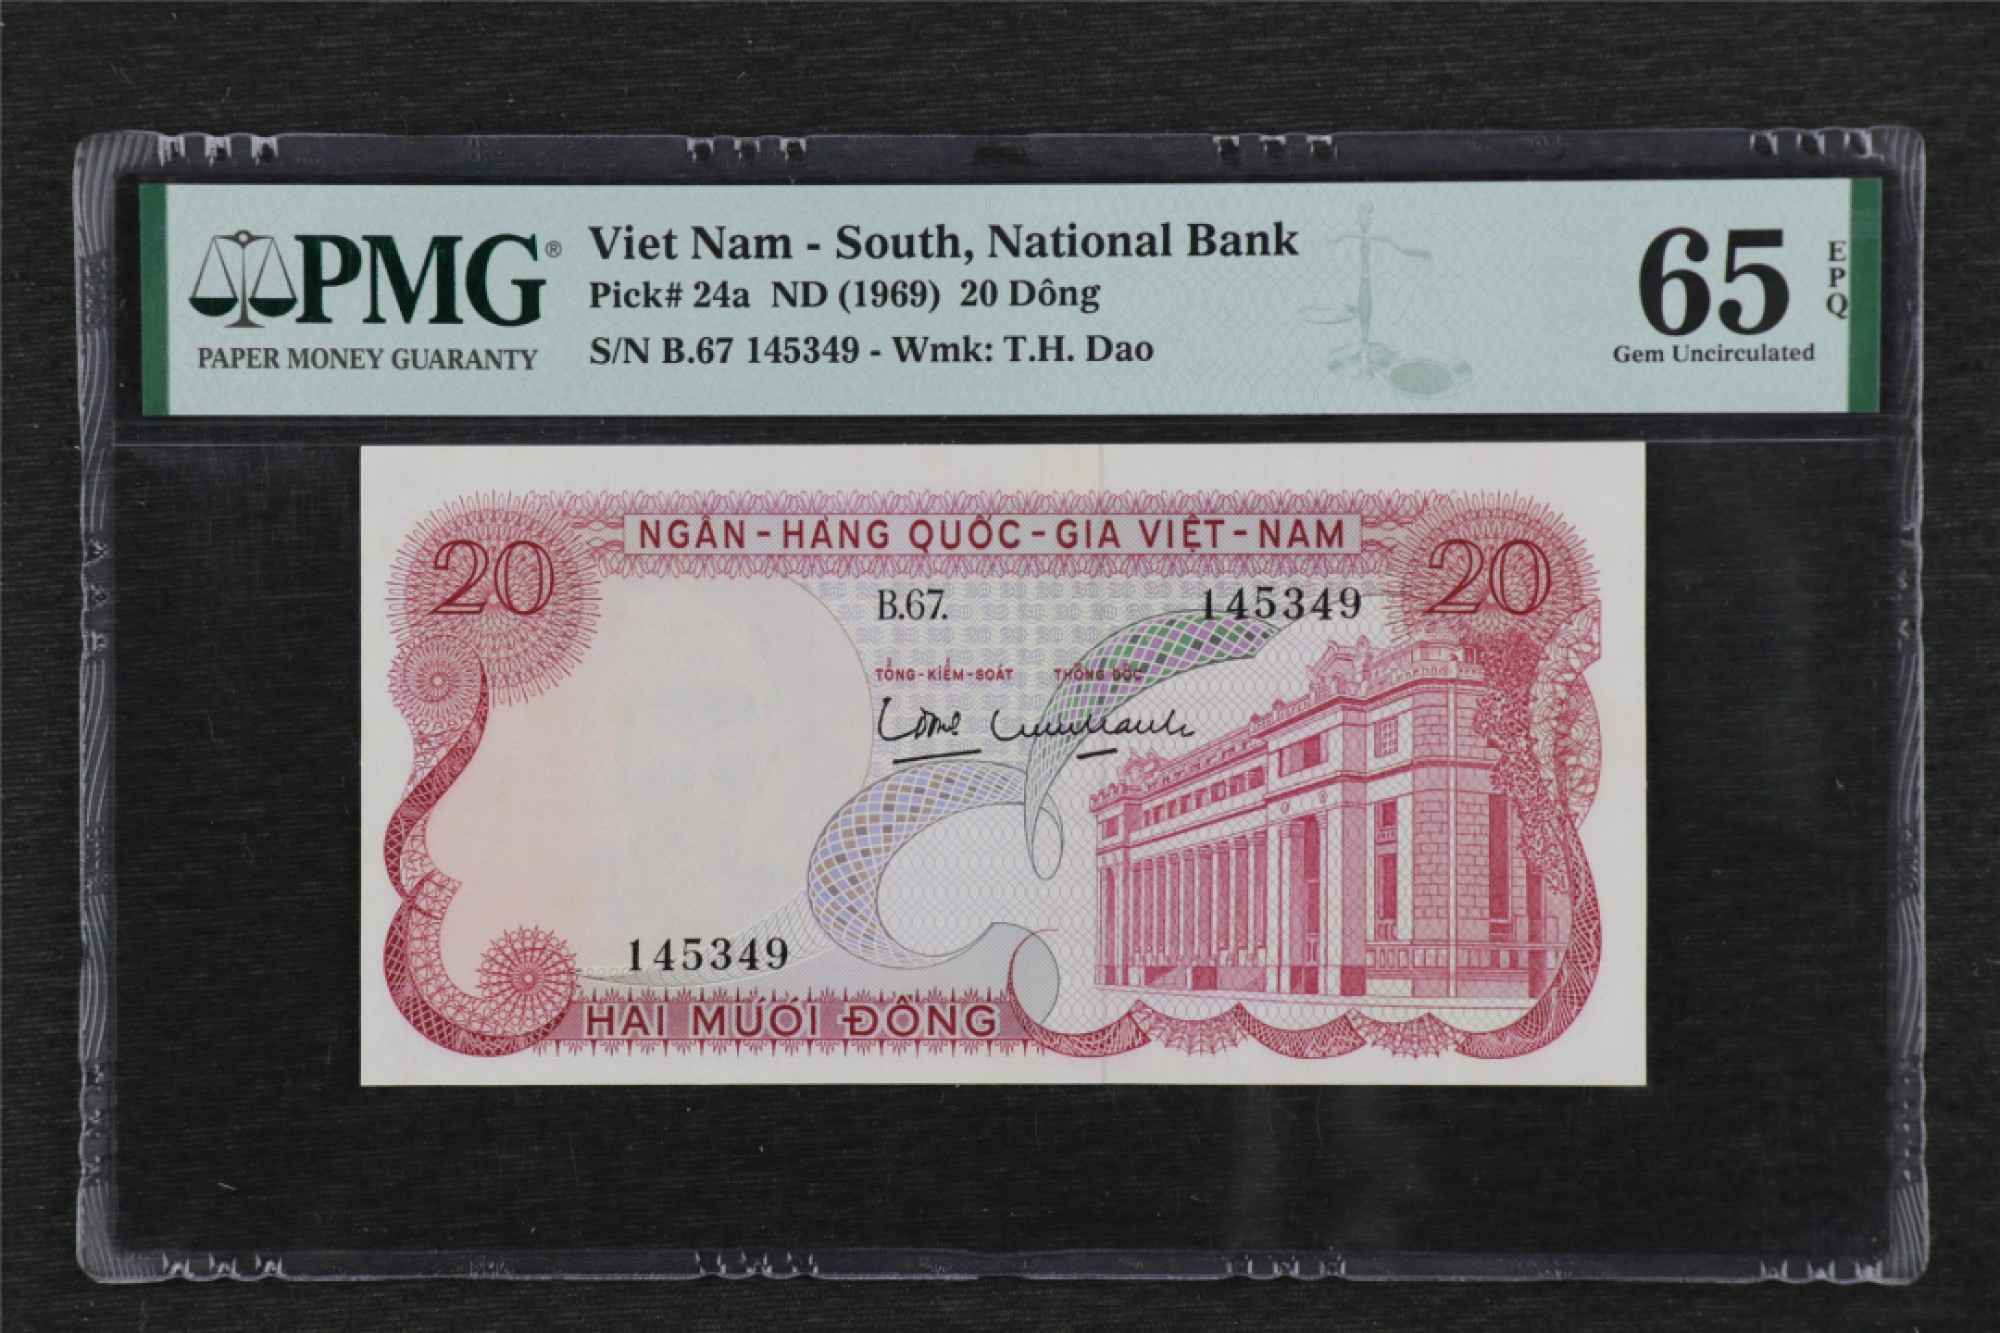 PMG®
PAPER MONEY GUARANTY
Viet Nam - South, National Bank
Pick# 24a ND (1969) 20 Dông
S/N B.67 145349 - Wmk: T.H. Dao
65
EPQ
Gem Uncirculated
NGÂN-HÀNG QUỐC-GIA VIỆT-NAM
20
20
B.67.
145349
TỔNG-KIỂM-SOÁT
THỐNG ĐỐC
145349
HAI MƯƠI ĐỒNG